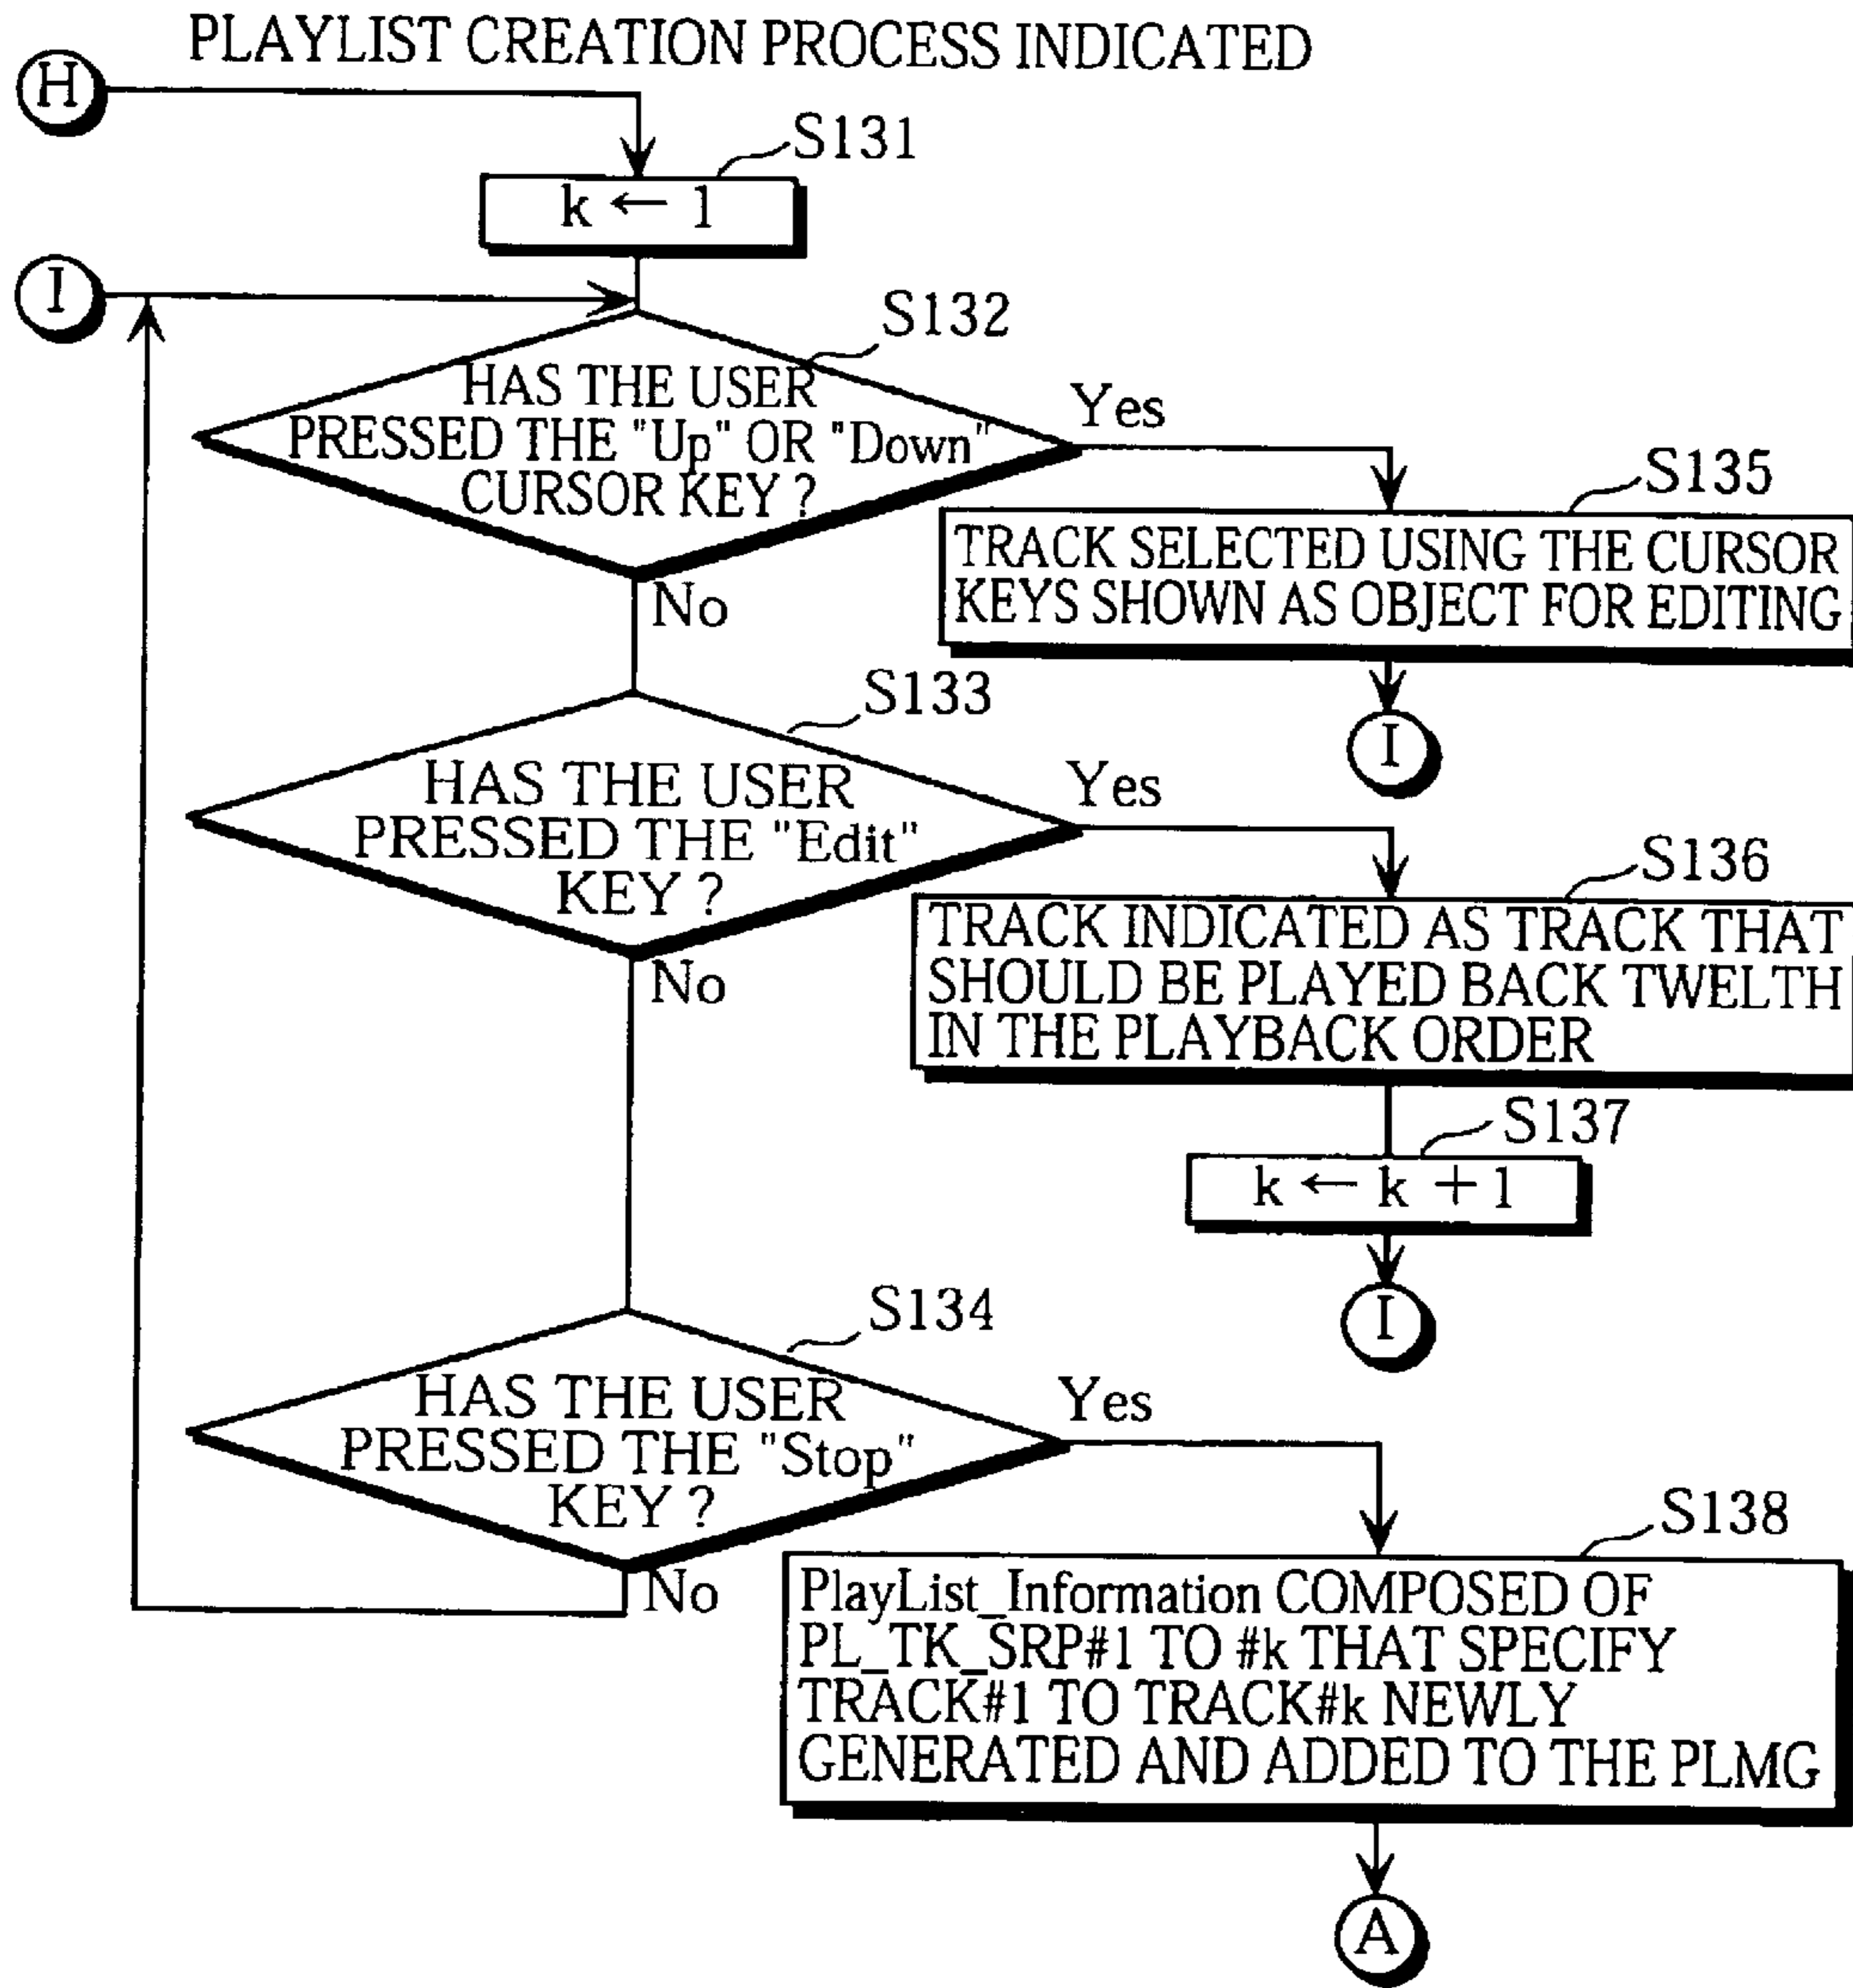 PLAYLIST CREATION PROCESS INDICATED
H
S131
k ← 1
I
S132
HAS THE USER
PRESSED THE "Up" OR "Down"
CURSOR KEY ?
Yes
No
S135
TRACK SELECTED USING THE CURSOR
KEYS SHOWN AS OBJECT FOR EDITING
I
S133
HAS THE USER
PRESSED THE "Edit"
KEY ?
Yes
No
S136
TRACK INDICATED AS TRACK THAT
SHOULD BE PLAYED BACK TWELTH
IN THE PLAYBACK ORDER
S137
k ← k + 1
I
S134
HAS THE USER
PRESSED THE "Stop"
KEY ?
Yes
No
S138
PlayList_Information COMPOSED OF
PL_TK_SRP#1 TO #k THAT SPECIFY
TRACK#1 TO TRACK#k NEWLY
GENERATED AND ADDED TO THE PLMG
A